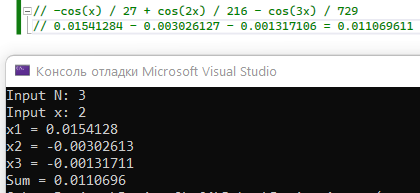 // -cos(x) / 27 + cos(2x) / 216 - cos(3x) / 729
// 0.01541284 - 0.003026127 - 0.001317106 = 0.011069611
Консоль отладки Microsoft Visual Studio
Input N: 3
Input x: 2
x1 = 0.0154128
x2 = -0.00302613
x3 = -0.00131711
Sum = 0.0110696